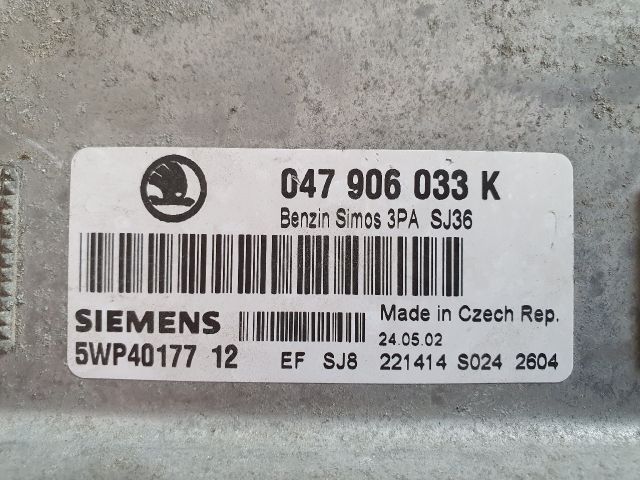 047 906 033 K
Benzin Simos 3PA SJ36
SIEMENS
Made in Czech Rep.
24.05.02
5WP40177 12
EF SJ8 221414 S024 2604